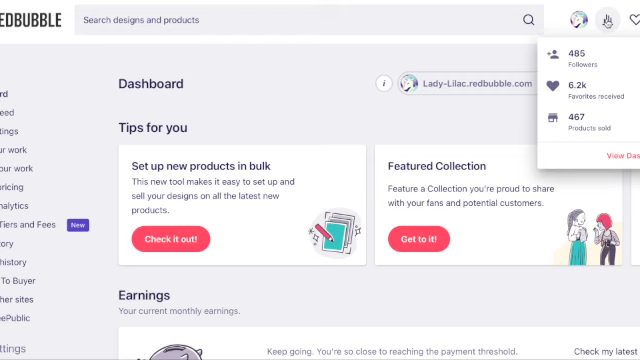 REDBUBBLE
Search designs and products
485
Followers
6.2k
Favorites received
467
Products sold
View Das
Dashboard
i
Lady-Lilac.redbubble.com
Tips for you
Set up new products in bulk
This new tool makes it easy to set up and
sell your designs on all the latest new
products.
Check it out!
Featured Collection
Feature a Collection you're proud to share
with your fans and potential customers.
Get to it!
Earnings
Your current monthly earnings.
Keep going. You're so close to reaching the payment threshold.
Check my latest
rd
eed
tings
ur work
our work
pricing
nalytics
Tiers and Fees New
tory
history
To Buyer
her sites
eePublic
ttings